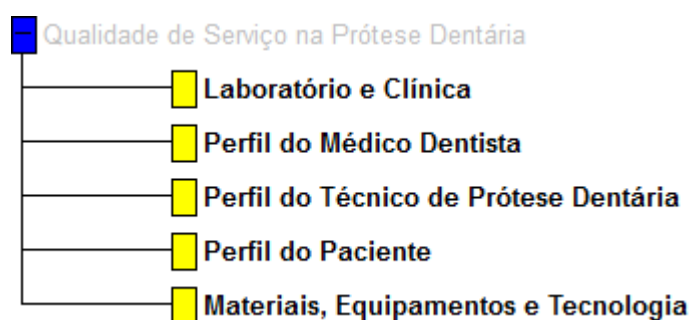 Qualidade de Serviço na Prótese Dentária
Laboratório e Clínica
Perfil do Médico Dentista
Perfil do Técnico de Prótese Dentária
Perfil do Paciente
Materiais, Equipamentos e Tecnologia